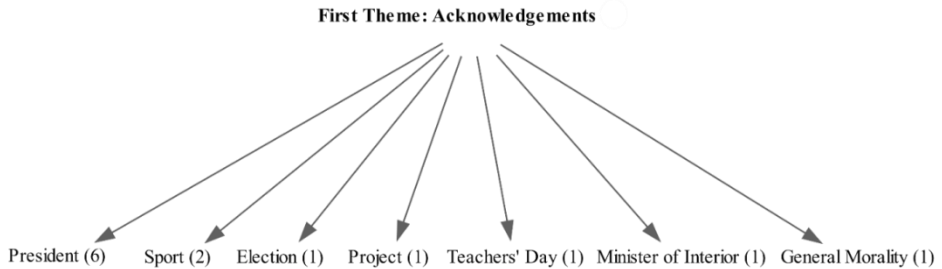 First Theme: Acknowledgements
President (6) Sport (2) Election (1) Project (1) Teachers' Day (1) Minister of Interior (1) General Morality (1)